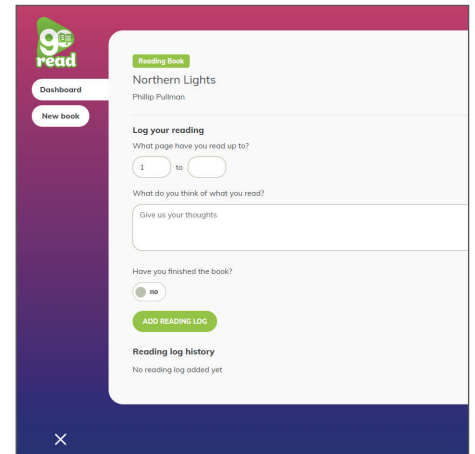 go
read
Dashboard
New book
Reading Book
Northern Lights
Phillip Pullman
Log your reading
What page have you read up to?
1 to
What do you think of what you read?
Give us your thoughts
Have you finished the book?
no
ADD READING LOG
Reading log history
No reading log added yet